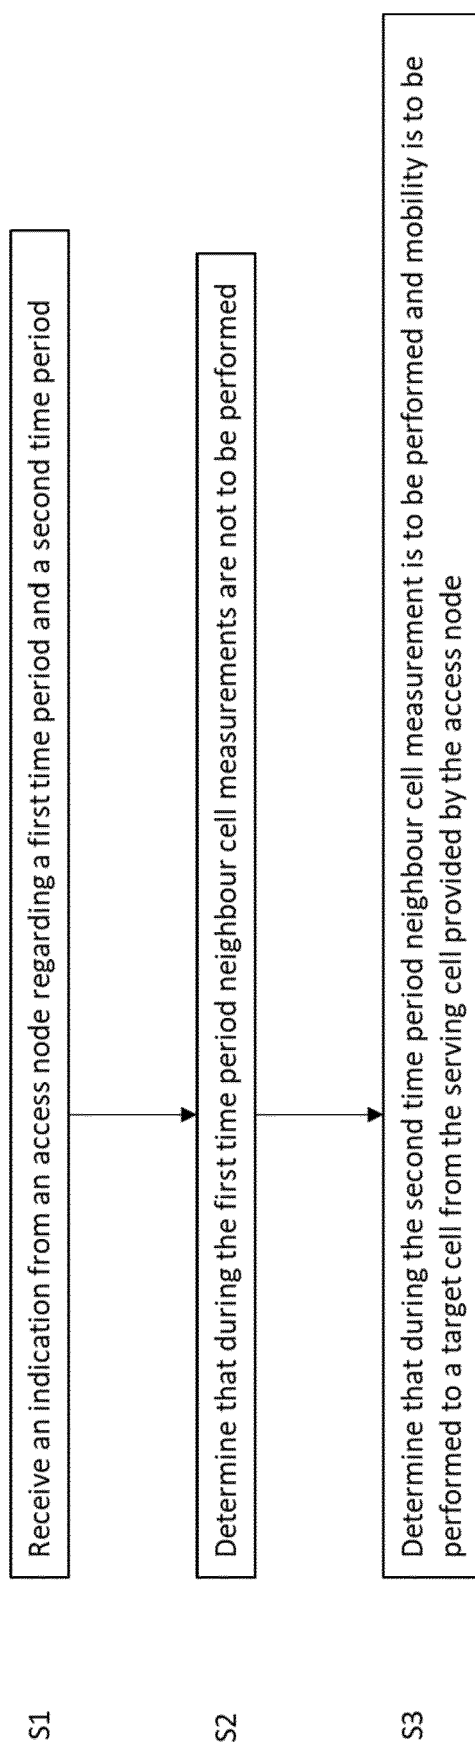 S1
Receive an indication from an access node regarding a first time period and a second time period
S2
Determine that during the first time period neighbour cell measurements are not to be performed
S3
Determine that during the second time period neighbour cell measurement is to be performed and mobility is to be
performed to a target cell from the serving cell provided by the access node